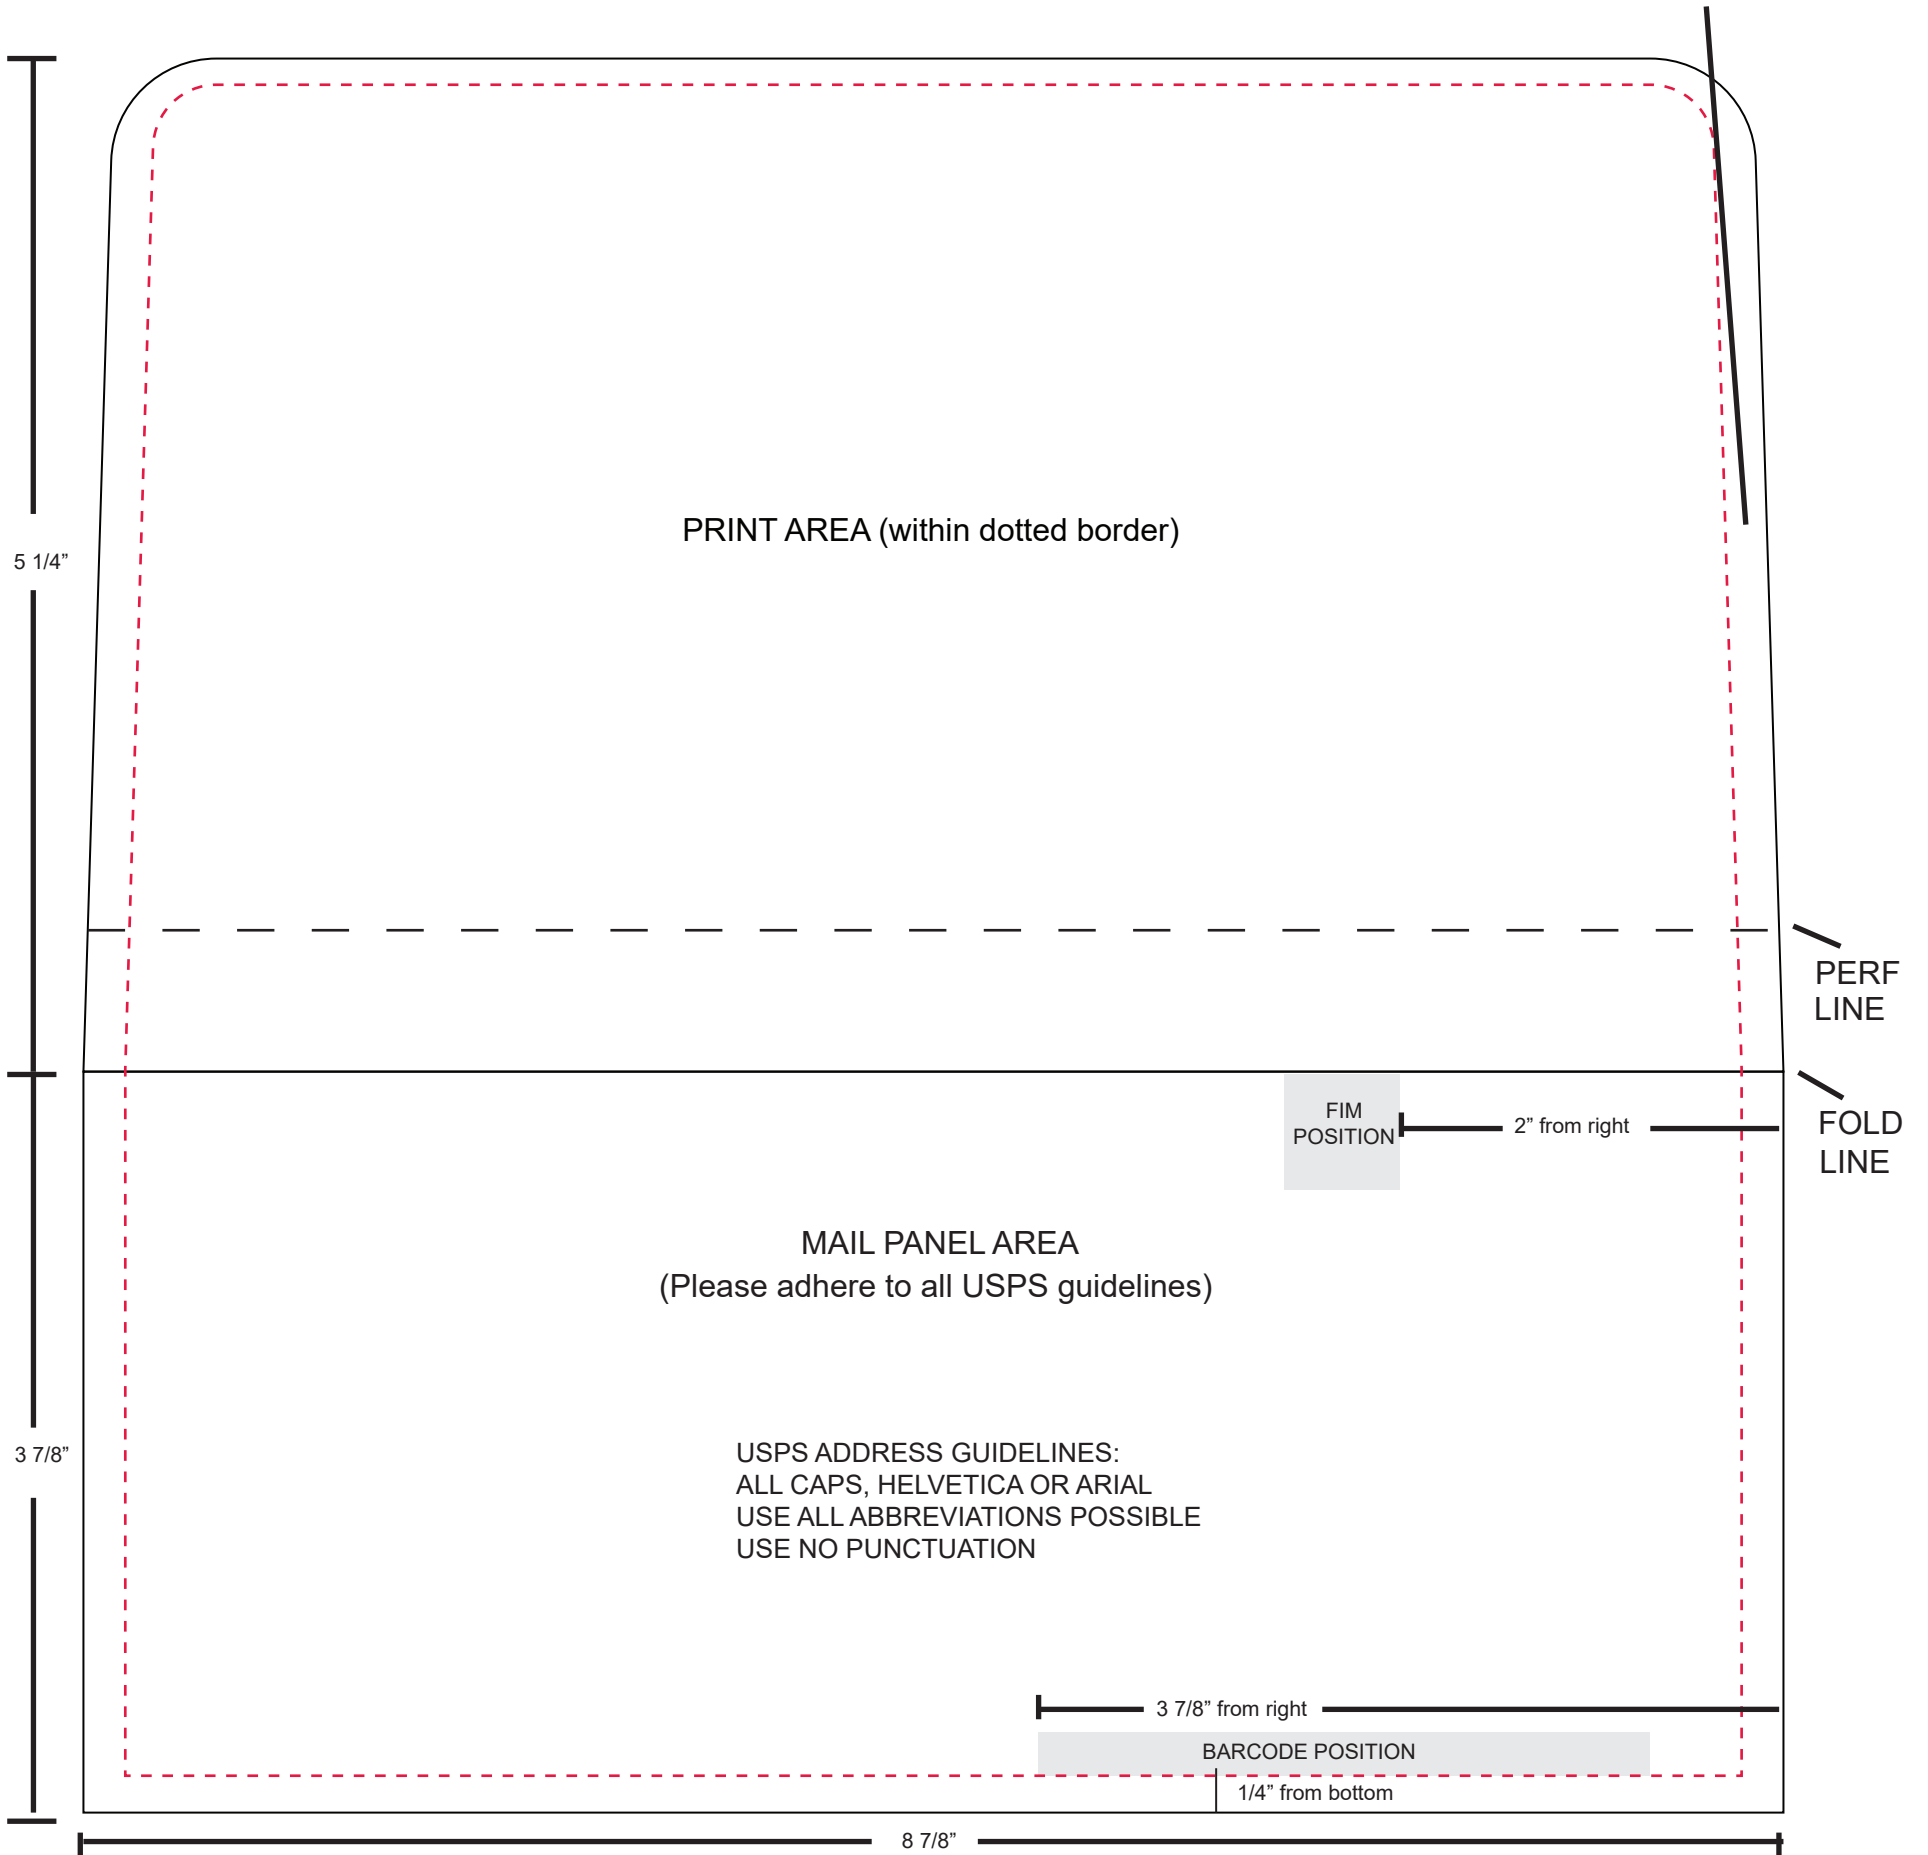 PRINT AREA (within dotted border)
5 1/4”
PERF
LINE
FIM
POSITION
2” from right
FOLD
LINE
MAIL PANEL AREA
(Please adhere to all USPS guidelines)
3 7/8”
USPS ADDRESS GUIDELINES:
ALL CAPS, HELVETICA OR ARIAL
USE ALL ABBREVIATIONS POSSIBLE
USE NO PUNCTUATION
3 7/8” from right
BARCODE POSITION
1/4” from bottom
8 7/8”